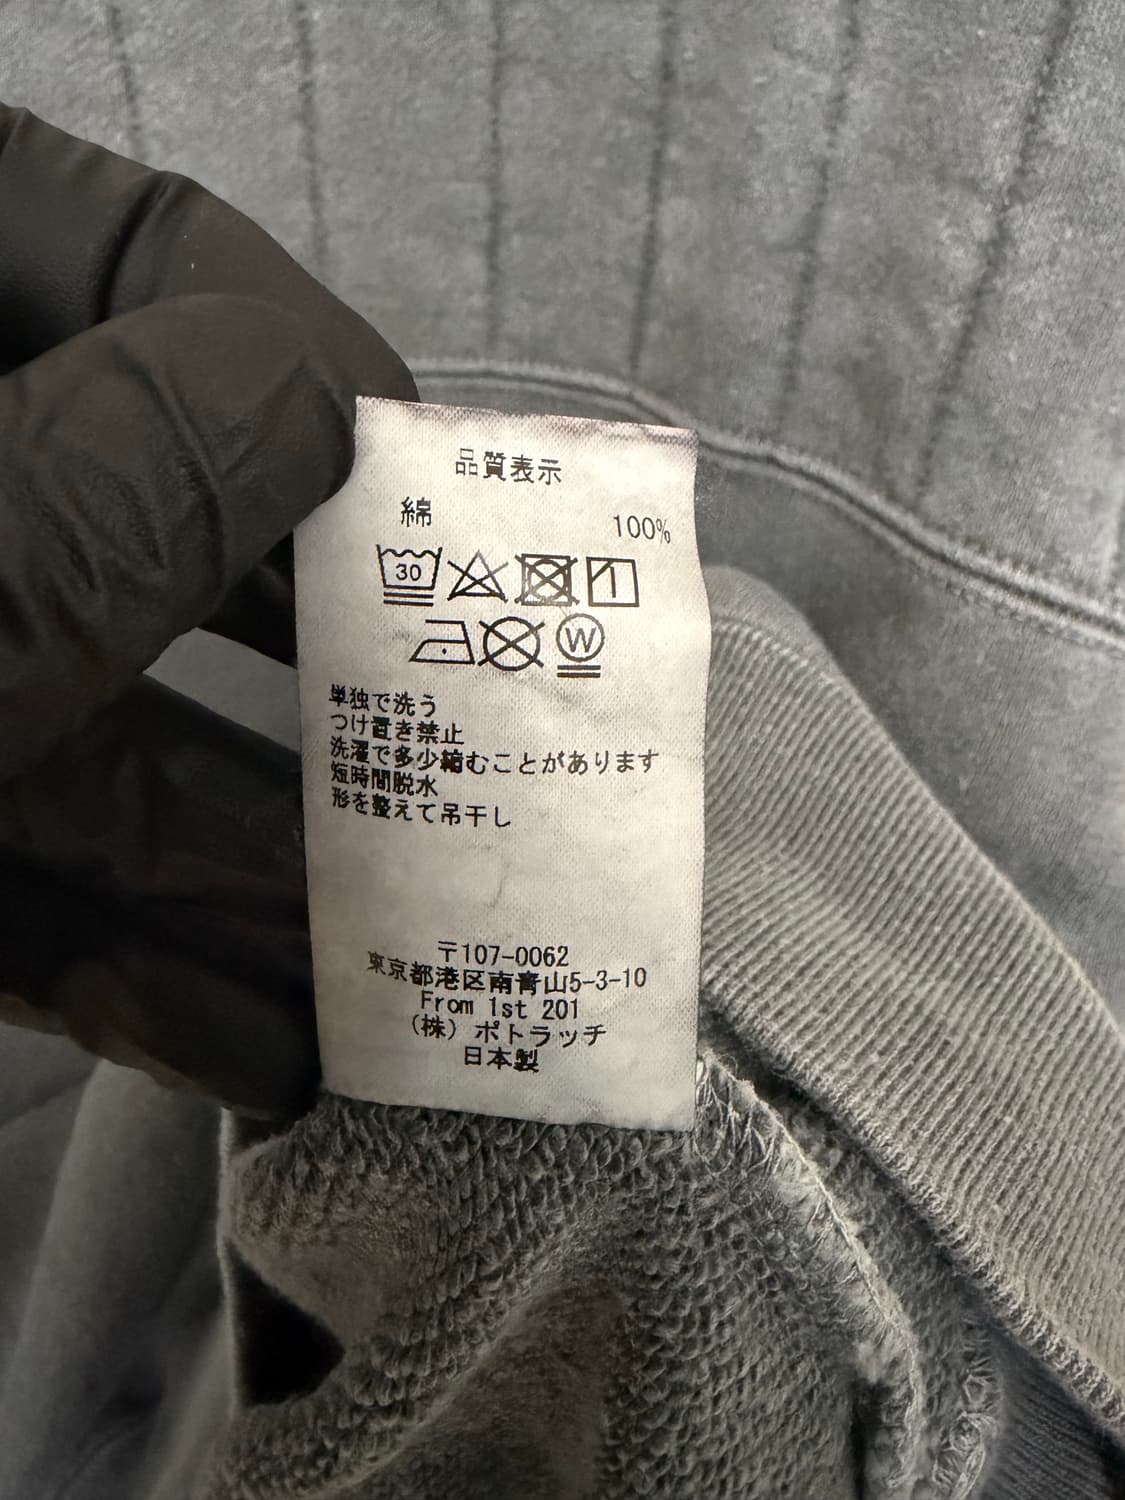 品質表示
綿 100%
30
W
単独で洗う
つけ置き禁止
洗濯で多少縮むことがあります
短時間脱水
形を整えて吊干し
〒107-0062
東京都港区南青山5-3-10
From 1st 201
(株) ポトラッチ
日本製